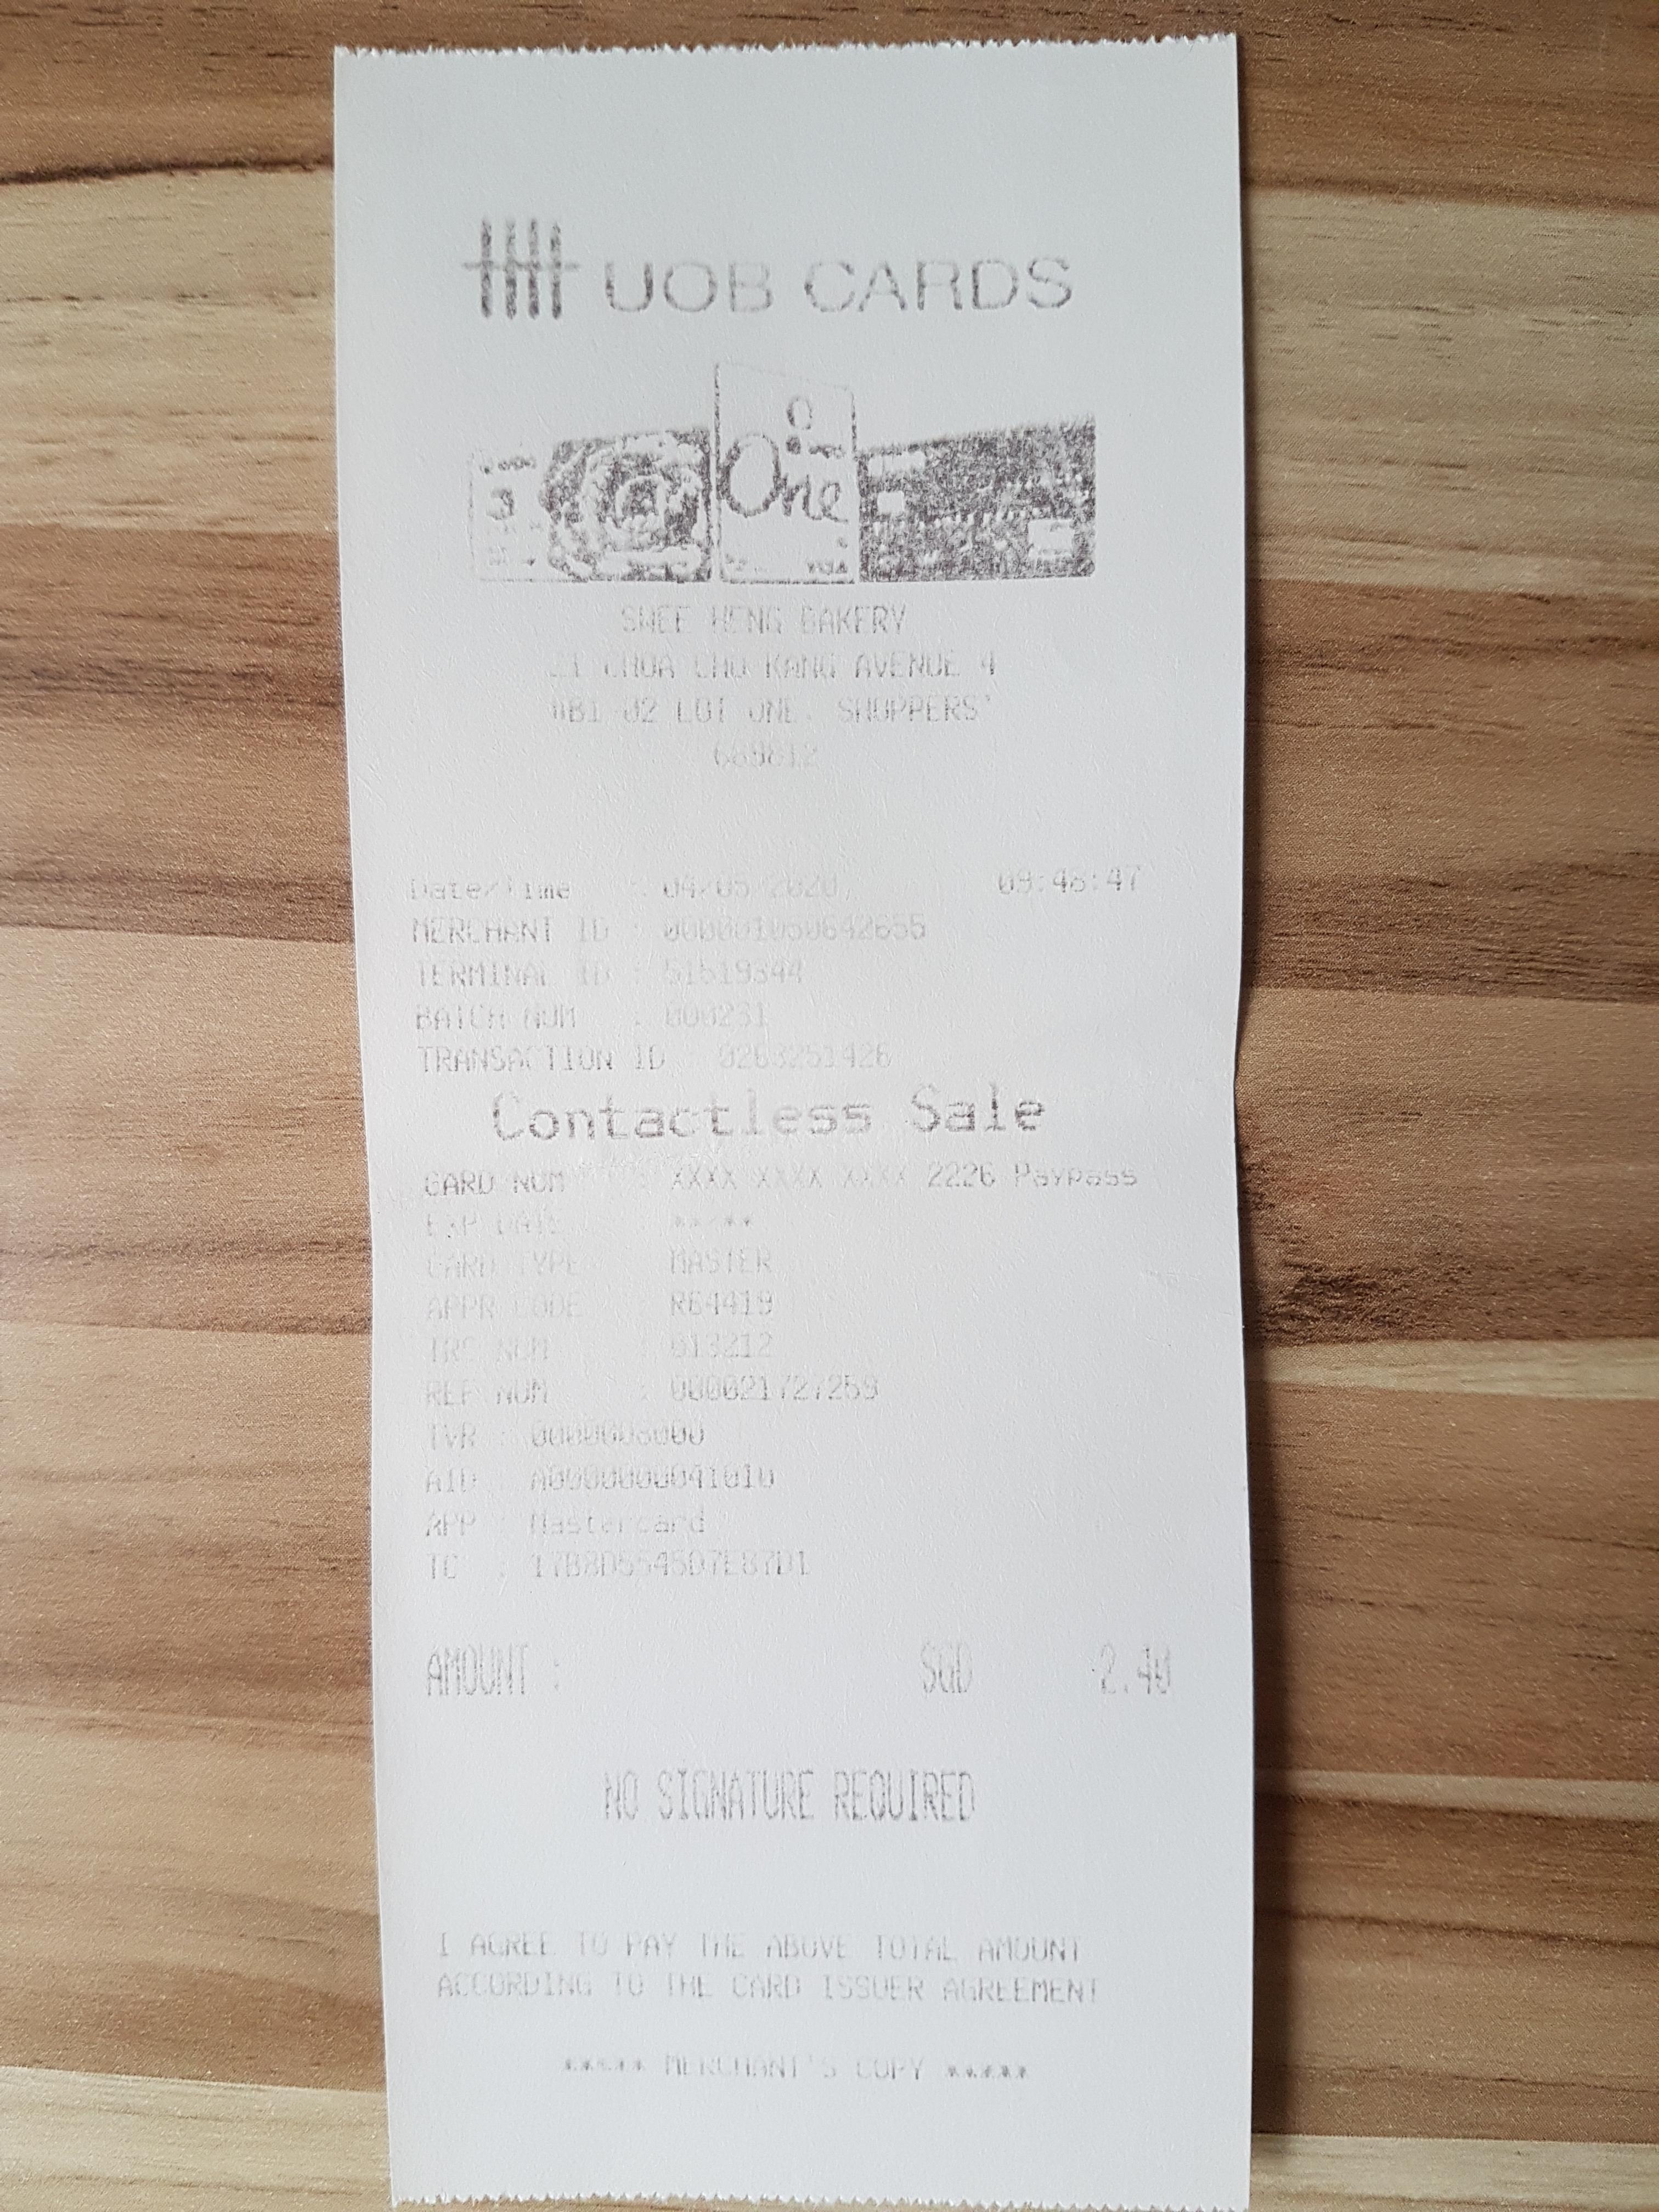 UOB CARDS
One
SWEE HENG BAKERY
21 CHOA CHU KANG AVENUE 4
#B1-02 LOT ONE, SHOPPERS'
689812
Date/Time : 04/05/2020 09:46:47
MERCHANT ID : 000001050642655
TERMINAL ID :
BATCH NUM : 000231
TRANSACTION ID : 0263251426
Contactless Sale
CARD NUM : XXXX XXXX XXXX 2226 Paypass
EXP DATE : **/**
CARD TYPE : MASTER
APPR CODE : R64419
TRC NUM : 013212
REF NUM : 000021727259
TVR : 0000008000
AID : A0000000041010
APP : Mastercard
TC :
AMOUNT : SGD 2.40
NO SIGNATURE REQUIRED
I AGREE TO PAY THE ABOVE TOTAL AMOUNT
ACCORDING TO THE CARD ISSUER AGREEMENT
***** MERCHANT'S COPY *****